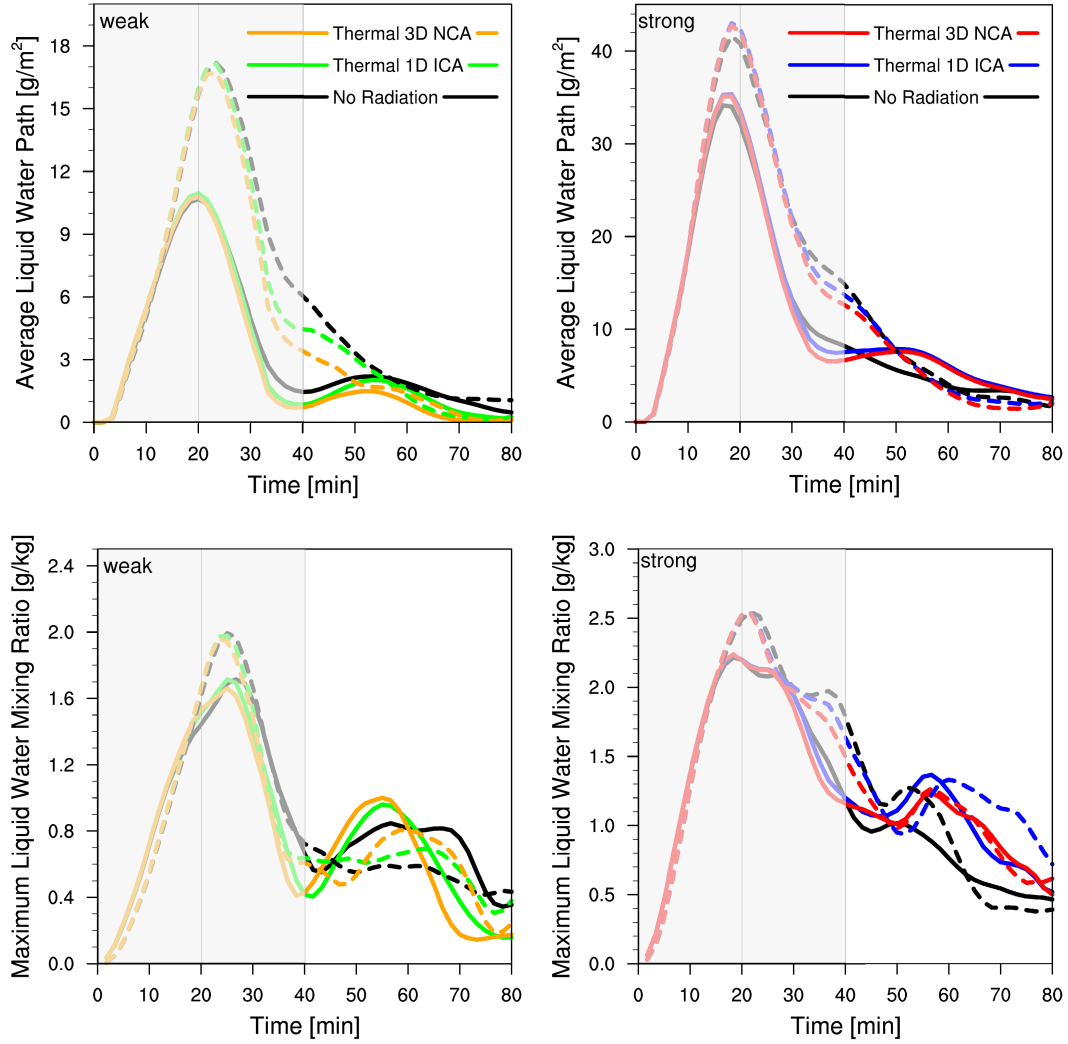 weak
Thermal 3D NCA
Thermal 1D ICA
No Radiation
Average Liquid Water Path [g/m2]
18
15
12
9
6
3
0
0 10 20 30 40 50 60 70 80
Time [min]
strong
Thermal 3D NCA
Thermal 1D ICA
No Radiation
Average Liquid Water Path [g/m2]
40
30
20
10
0
0 10 20 30 40 50 60 70 80
Time [min]
weak
Maximum Liquid Water Mixing Ratio [g/kg]
2.4
2.0
1.6
1.2
0.8
0.4
0.0
0 10 20 30 40 50 60 70 80
Time [min]
strong
Maximum Liquid Water Mixing Ratio [g/kg]
3.0
2.5
2.0
1.5
1.0
0.5
0.0
0 10 20 30 40 50 60 70 80
Time [min]